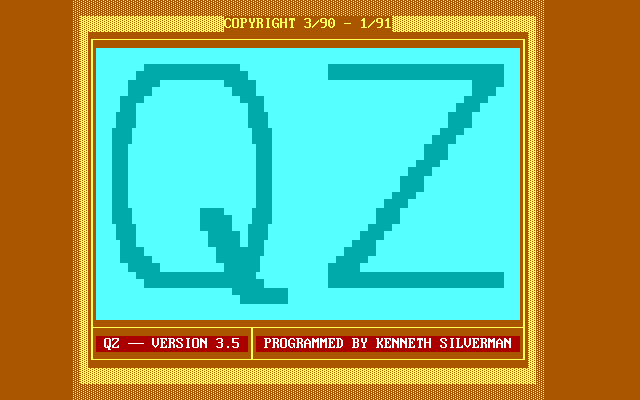 COPYRIGHT 3/90 - 1/91
QZ
QZ -- VERSION 3.5
PROGRAMMED BY KENNETH SILVERMAN